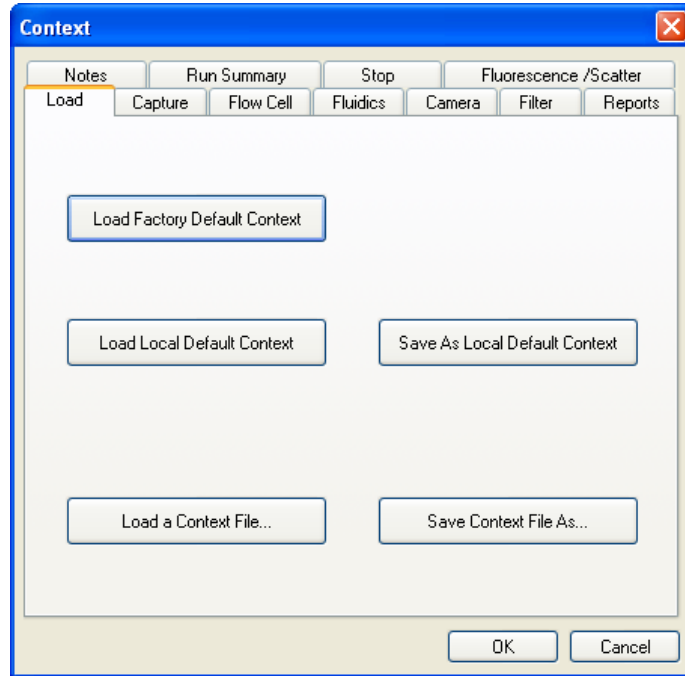 Context
Notes Run Summary Stop Fluorescence /Scatter
Load Capture Flow Cell Fluidics Camera Filter Reports
Load Factory Default Context
Load Local Default Context Save As Local Default Context
Load a Context File... Save Context File As...
OK Cancel